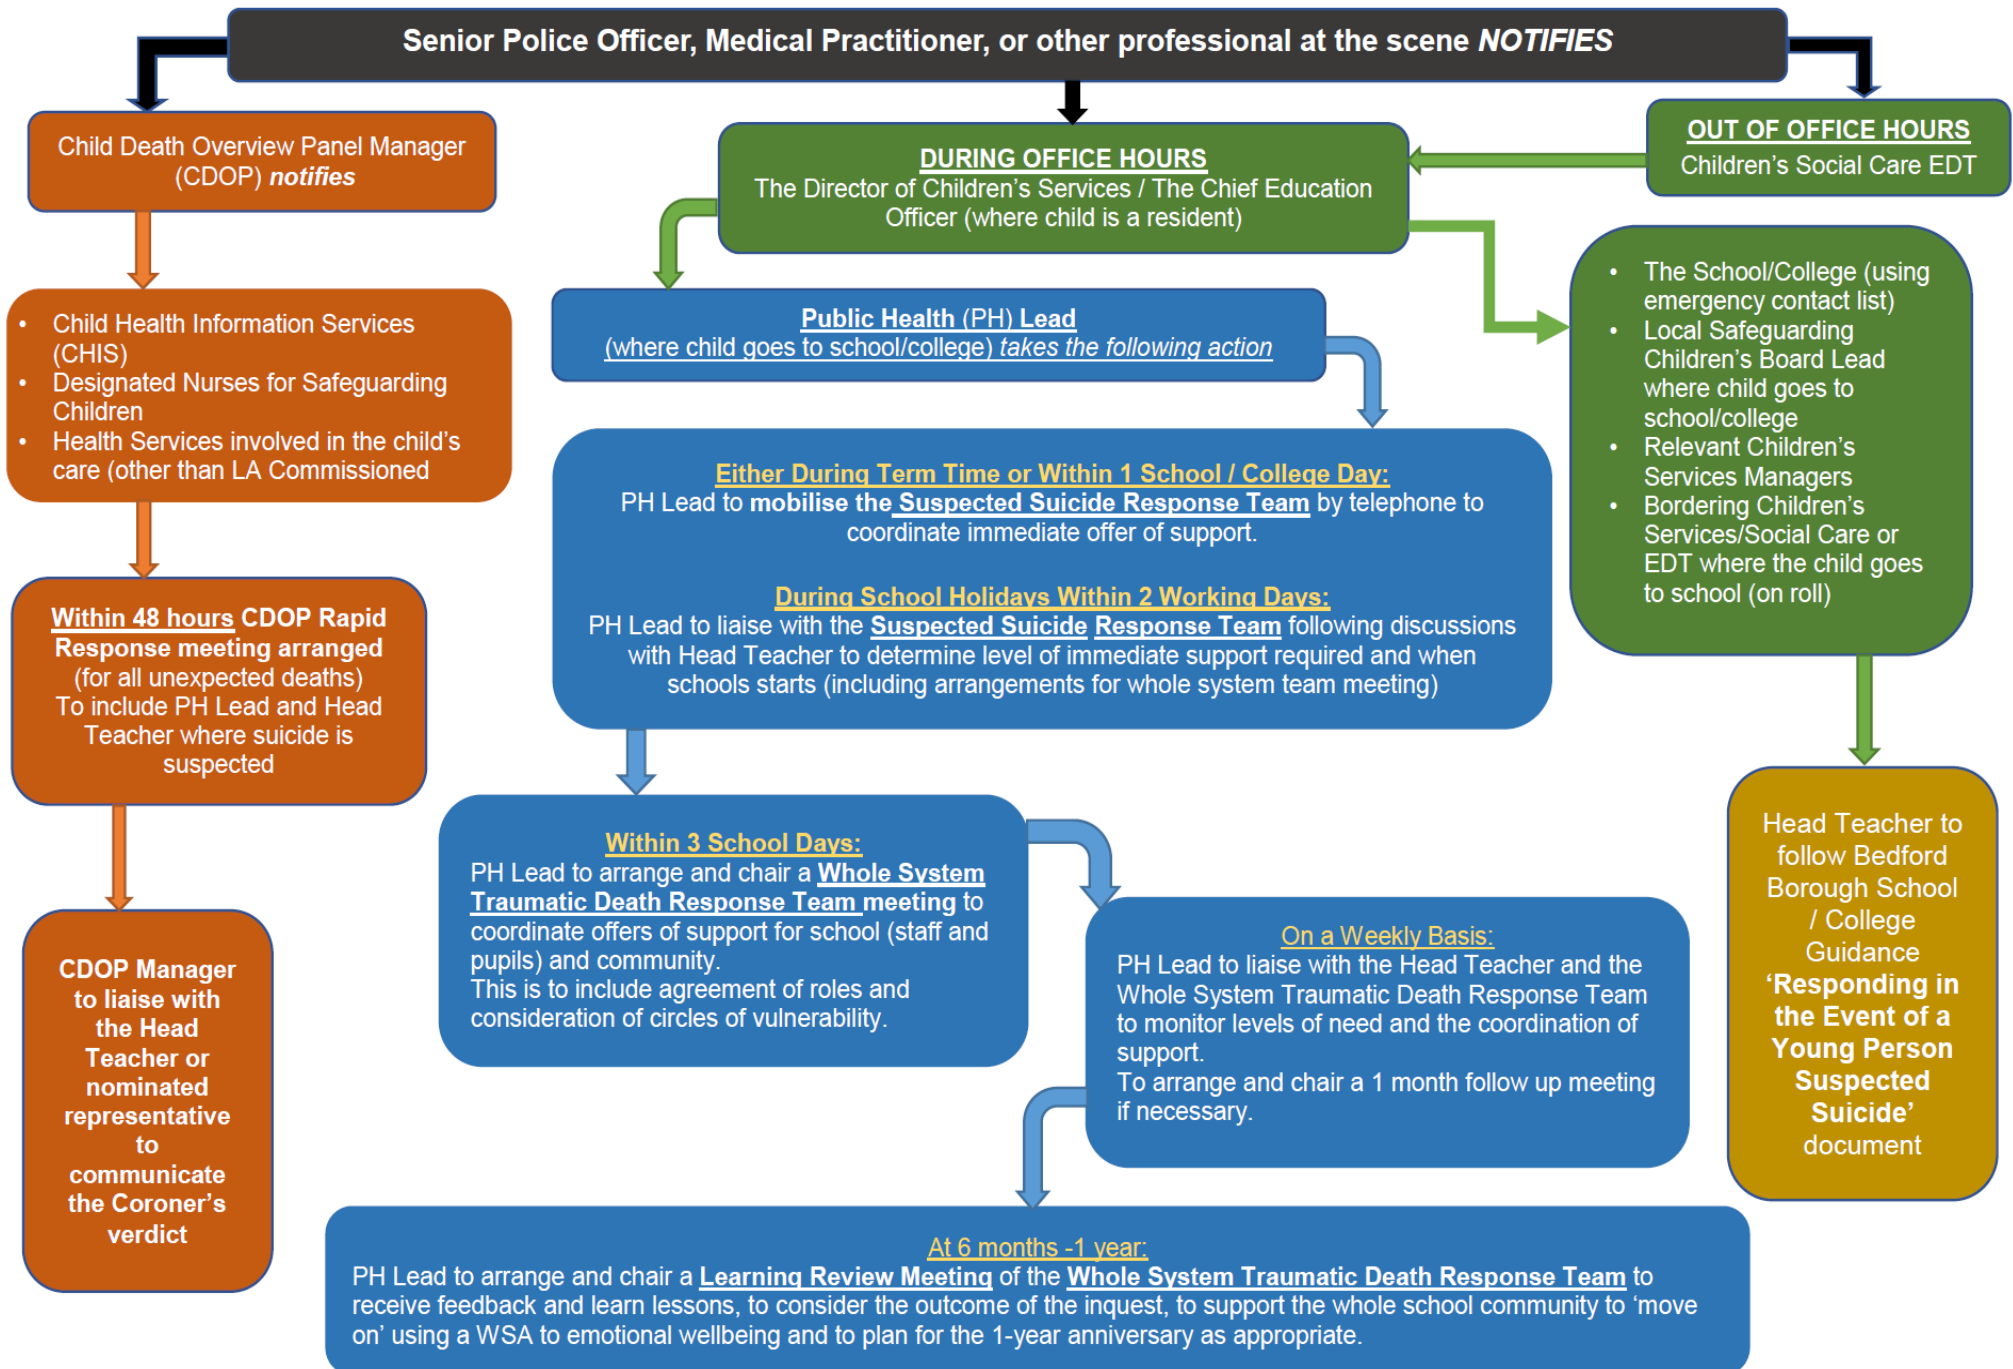 Senior Police Officer, Medical Practitioner, or other professional at the scene NOTIFIES
Child Death Overview Panel Manager
(CDOP) notifies
• Child Health Information Services
(CHIS)
• Designated Nurses for Safeguarding
Children
• Health Services involved in the child's
care (other than LA Commissioned
Within 48 hours CDOP Rapid
Response meeting arranged
(for all unexpected deaths)
To include PH Lead and Head
Teacher where suicide is
suspected
CDOP Manager
to liaise with
the Head
Teacher or
nominated
representative
to
communicate
the Coroner's
verdict
DURING OFFICE HOURS
The Director of Children's Services / The Chief Education
Officer (where child is a resident)
OUT OF OFFICE HOURS
Children's Social Care EDT
Public Health (PH) Lead
(where child goes to school/college) takes the following action
Either During Term Time or Within 1 School / College Day:
PH Lead to mobilise the Suspected Suicide Response Team by telephone to
coordinate immediate offer of support.
During School Holidays Within 2 Working Days:
PH Lead to liaise with the Suspected Suicide Response Team following discussions
with Head Teacher to determine level of immediate support required and when
schools starts (including arrangements for whole system team meeting)
Within 3 School Days:
PH Lead to arrange and chair a Whole System
Traumatic Death Response Team meeting to
coordinate offers of support for school (staff and
pupils) and community.
This is to include agreement of roles and
consideration of circles of vulnerability.
On a Weekly Basis:
PH Lead to liaise with the Head Teacher and the
Whole System Traumatic Death Response Team
to monitor levels of need and the coordination of
support.
To arrange and chair a 1 month follow up meeting
if necessary.
At 6 months -1 year:
PH Lead to arrange and chair a Learning Review Meeting of the Whole System Traumatic Death Response Team to
receive feedback and learn lessons, to consider the outcome of the inquest, to support the whole school community to 'move
on' using a WSA to emotional wellbeing and to plan for the 1-year anniversary as appropriate.
• The School/College (using
emergency contact list)
• Local Safeguarding
Children's Board Lead
where child goes to
school/college
• Relevant Children's
Services Managers
• Bordering Children's
Services/Social Care or
EDT where the child goes
to school (on roll)
Head Teacher to
follow Bedford
Borough School
/ College
Guidance
'Responding in
the Event of a
Young Person
Suspected
Suicide'
document